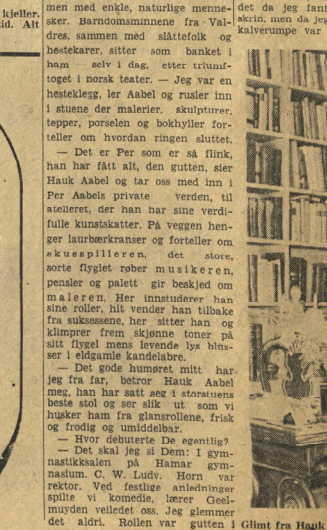 kjeller.
tid. Alt
men med enkle, naturlige menne-
sker. Barndomsminnene fra Val-
dres, sammen med slåttefolk og
hestekarer, sitter som banket i
ham selv i dag, etter triumf-
toget i norsk teater. — Jeg var en
hesteklegg, ler Aabel og rusler inn
i stuene der malerier, skulpturer,
tepper, porselen og bokhyller for-
teller om hvordan ringen sluttet.
— Det er Per som er så flink,
han har fått alt, den gutten, sier
Hauk Aabel og tar oss med inn i
Per Aabels private verden, til
atelieret, der han har sine verdi-
fulle kunstskatter. På veggen hen-
ger laurbærkranser og forteller om
skuespilleren, det store,
sorte flyglet røber musikeren,
pensler og palett gir beskjed om
maleren. Her innstuderer han
sine roller, hit vender han tilbake
fra suksessene, her sitter han og
klimprer frem skjønne toner på
sitt flygel mens levende lys blus-
ser i eldgamle kandelabre.
— Det gode humøret mitt har
jeg fra far, betror Hauk Aabel
meg, han har satt seg i storstuens
beste stol og ser slik ut som vi
husker ham fra glansrollene, frisk
og frodig og umiddelbar.
— Hvor debuterte De egentlig?
— Det skal jeg si Dem: I gym-
nastikksalen på Hamar gym-
nasium. C. W. Ludv. Horn var
rektor. Ved festlige anledninger
spilte vi komedie, lærer Geel-
muyden veiledet oss. Jeg glemmer
det aldri. Rollen var gutten i
det da jeg fant
skrin, men da jeg
kalverumpe var
Glimt fra Hauk